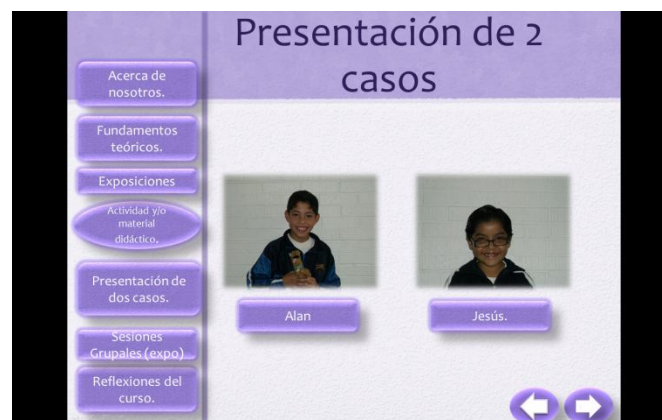 Presentación de 2
casos
Acerca de
nosotros.
Fundamentos
teóricos.
Exposiciones
Actividad y/o
material
didáctico.
Presentación de
dos casos.
Sesiones
Grupales (expo)
Reflexiones del
curso.
Alan
Jesús.